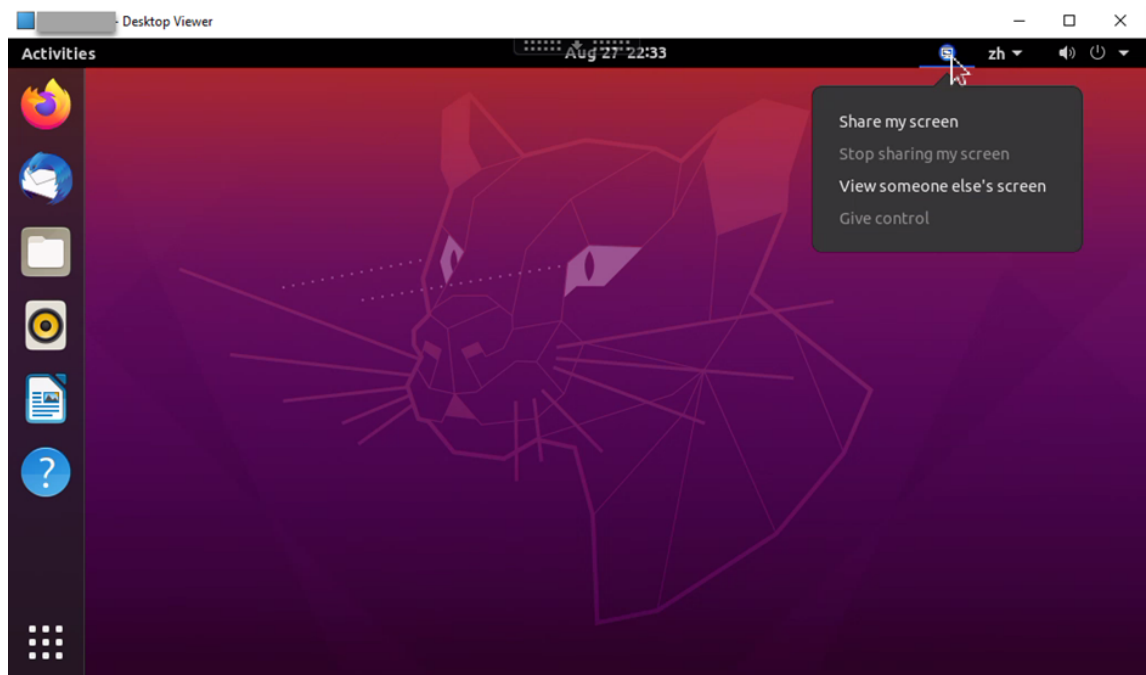 - Desktop Viewer
Activities
Aug 27 22:33
zh
Share my screen
Stop sharing my screen
View someone else's screen
Give control
?